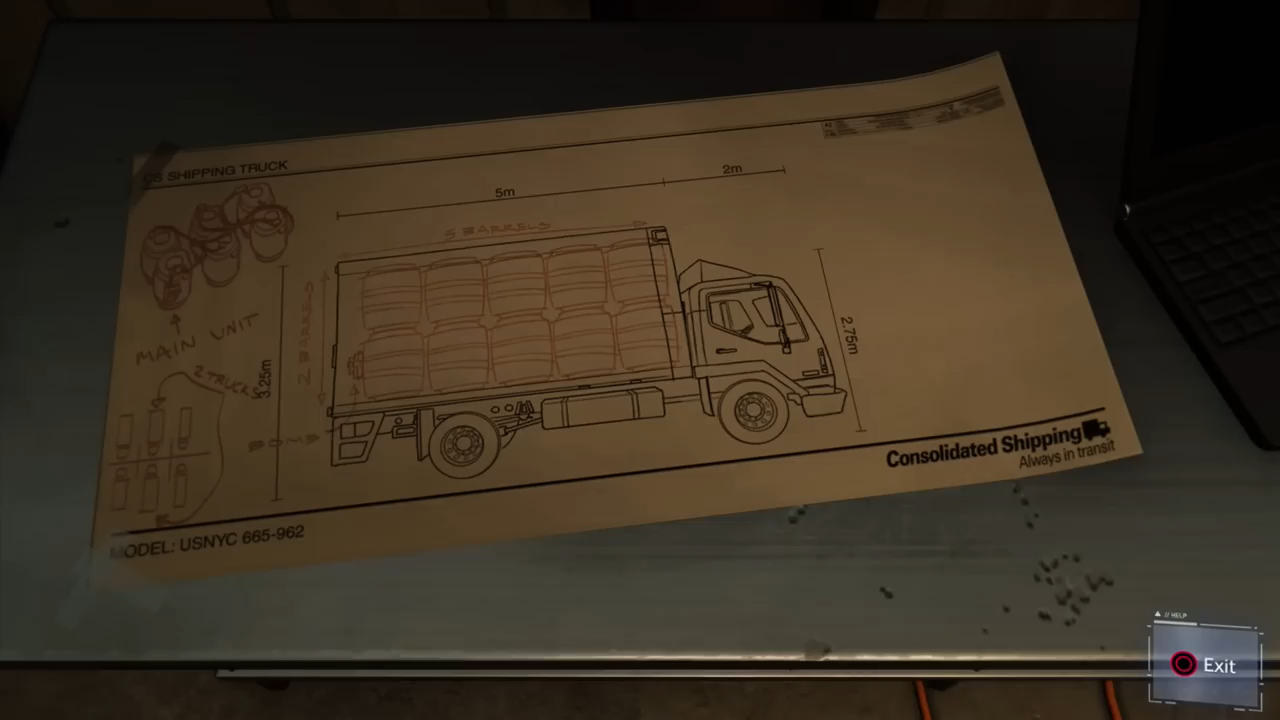 CS SHIPPING TRUCK
5m
2m
5 BARRELS
2 BARRELS
MAIN UNIT
2 TRUCKS
3.25m
2.75m
Consolidated Shipping
Always in transit
MODEL: USNYC 665-962
// HELP
Exit